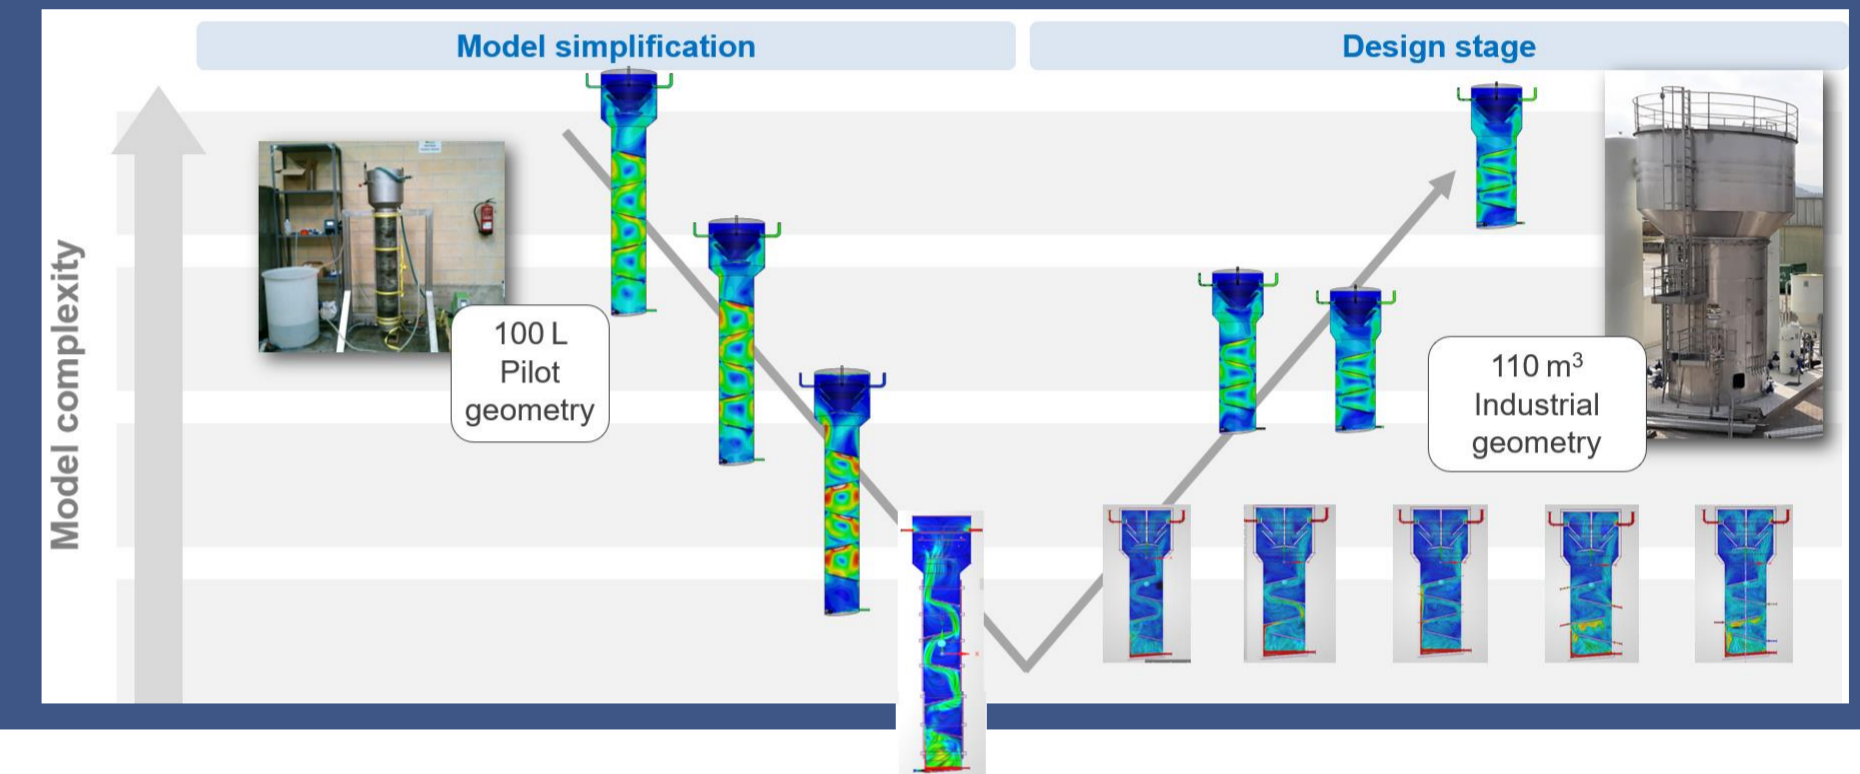 Model simplification
Design stage
Model complexity
100 L
Pilot
geometry
110 m³
Industrial
geometry